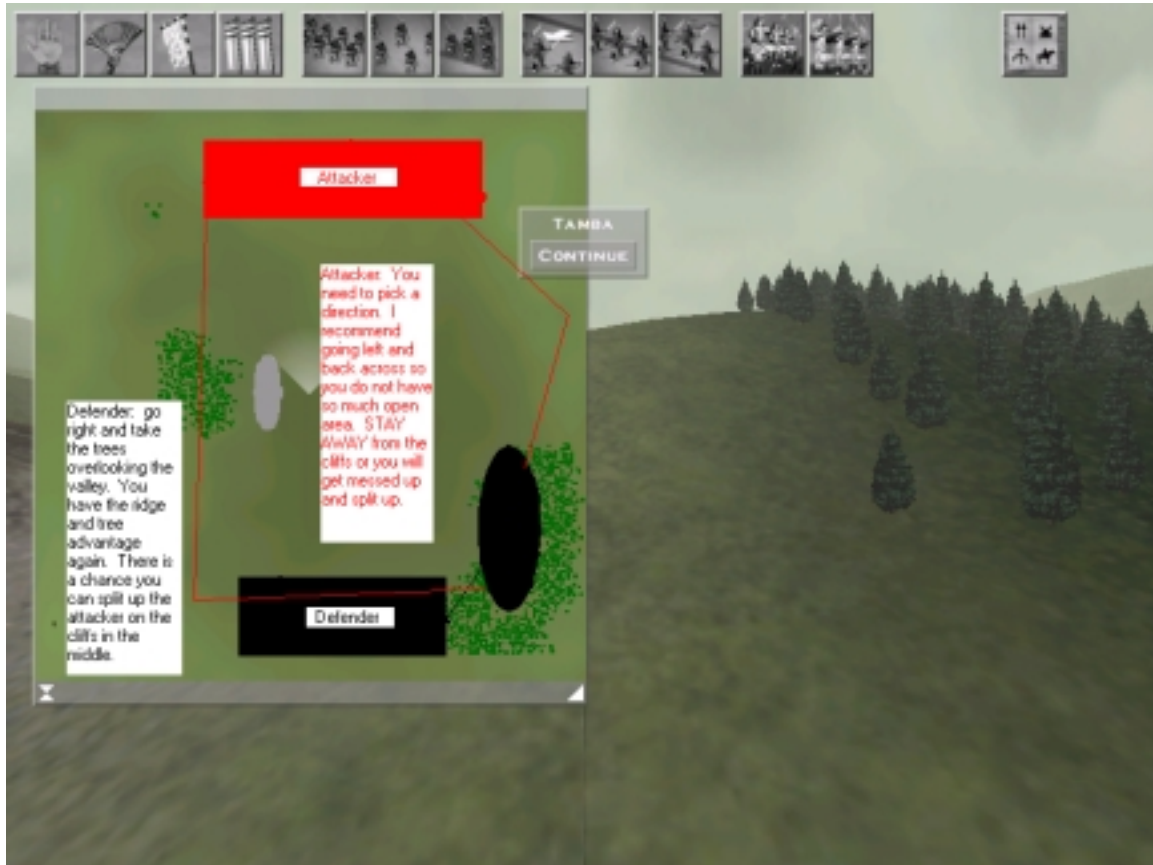 Attacker
TAMBA
CONTINUE
Attacker: You
need to pick a
direction. I
recommend
going left and
back across so
you do not have
so much open
area. STAY
AWAY from the
cliffs or you will
get messed up
and split up.
Defender: go
right and take
the trees
overlooking the
valley. You
have the ridge
and tree
advantage
again. There is
a chance you
can split up the
attacker on the
cliffs in the
middle.
Defender